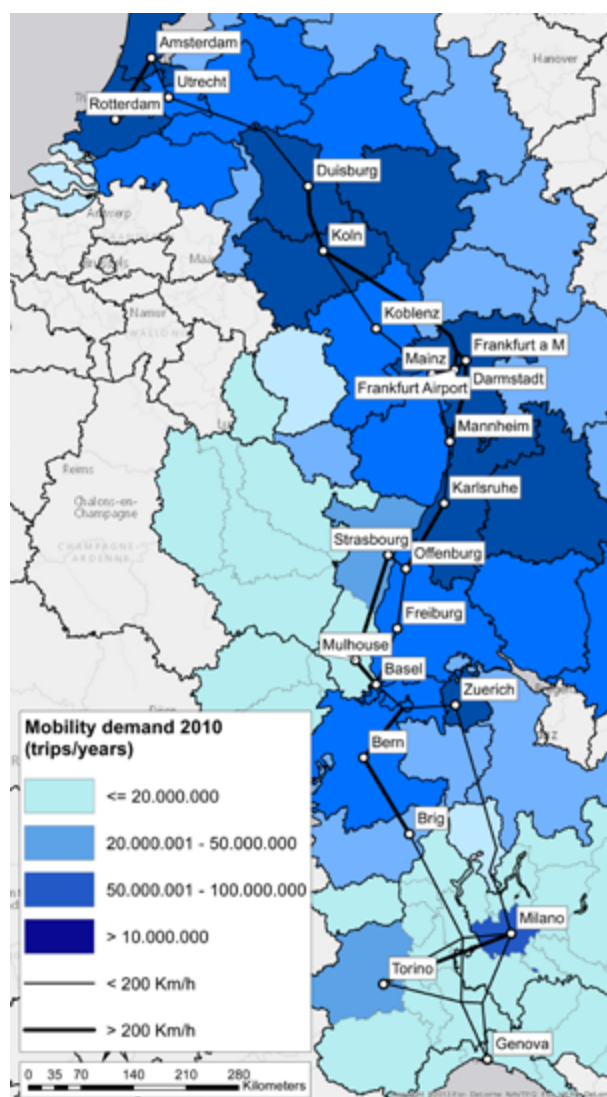 Amsterdam
Hanover
Utrecht
Rotterdam
Duisburg
Antwerp
Koln
Brussels
Namur
WALLON
Koblenz
Mainz
Frankfurt a M
Frankfurt Airport
Darmstadt
Mannheim
Reims
Karlsruhe
Chalons-en-
Champagne
Strasbourg
CHAMPAGNE
ARDENNE
Offenburg
Freiburg
Mulhouse
Basel
Zuerich
Mobility demand 2010
(trips/years)
Bern
<= 20.000.000
20.000.001 - 50.000.000
Brig
50.000.001 - 100.000.000
> 10.000.000
Milano
< 200 Km/h
Torino
> 200 Km/h
Genova
0 35 70 140 210 280
Kilometers